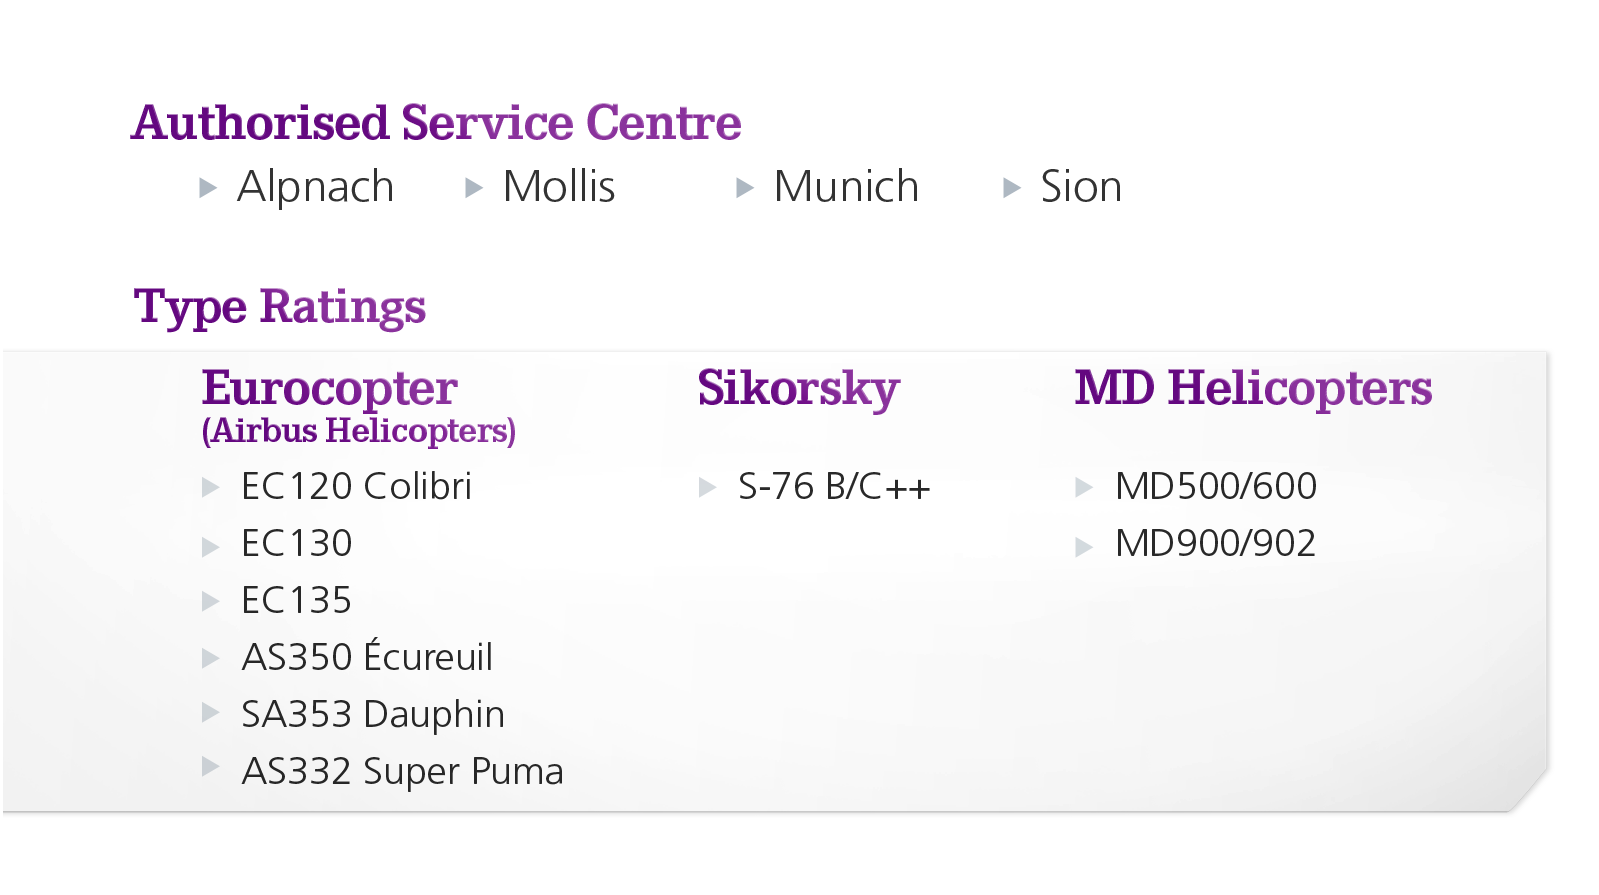 Authorised Service Centre
Alpnach Mollis Munich Sion
Type Ratings
Eurocopter Sikorsky MD Helicopters
(Airbus Helicopters)
EC120 Colibri S-76 B/C++ MD500/600
EC130 MD900/902
EC135
AS350 Écureuil
SA353 Dauphin
AS332 Super Puma